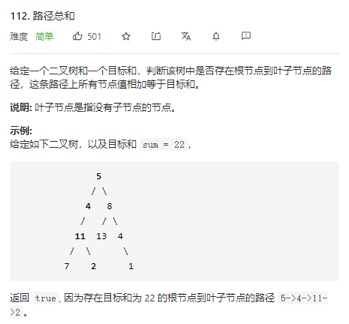 112. 路径总和
难度 简单 501
给定一个二叉树和一个目标和，判断该树中是否存在根节点到叶子节点的路
径，这条路径上所有节点值相加等于目标和。
说明: 叶子节点是指没有子节点的节点。
示例:
给定如下二叉树，以及目标和 sum = 22，
5
/ \
4 8
/ / \
11 13 4
/ \ \
7 2 1
返回 true, 因为存在目标和为 22 的根节点到叶子节点的路径 5->4->11-
>2。